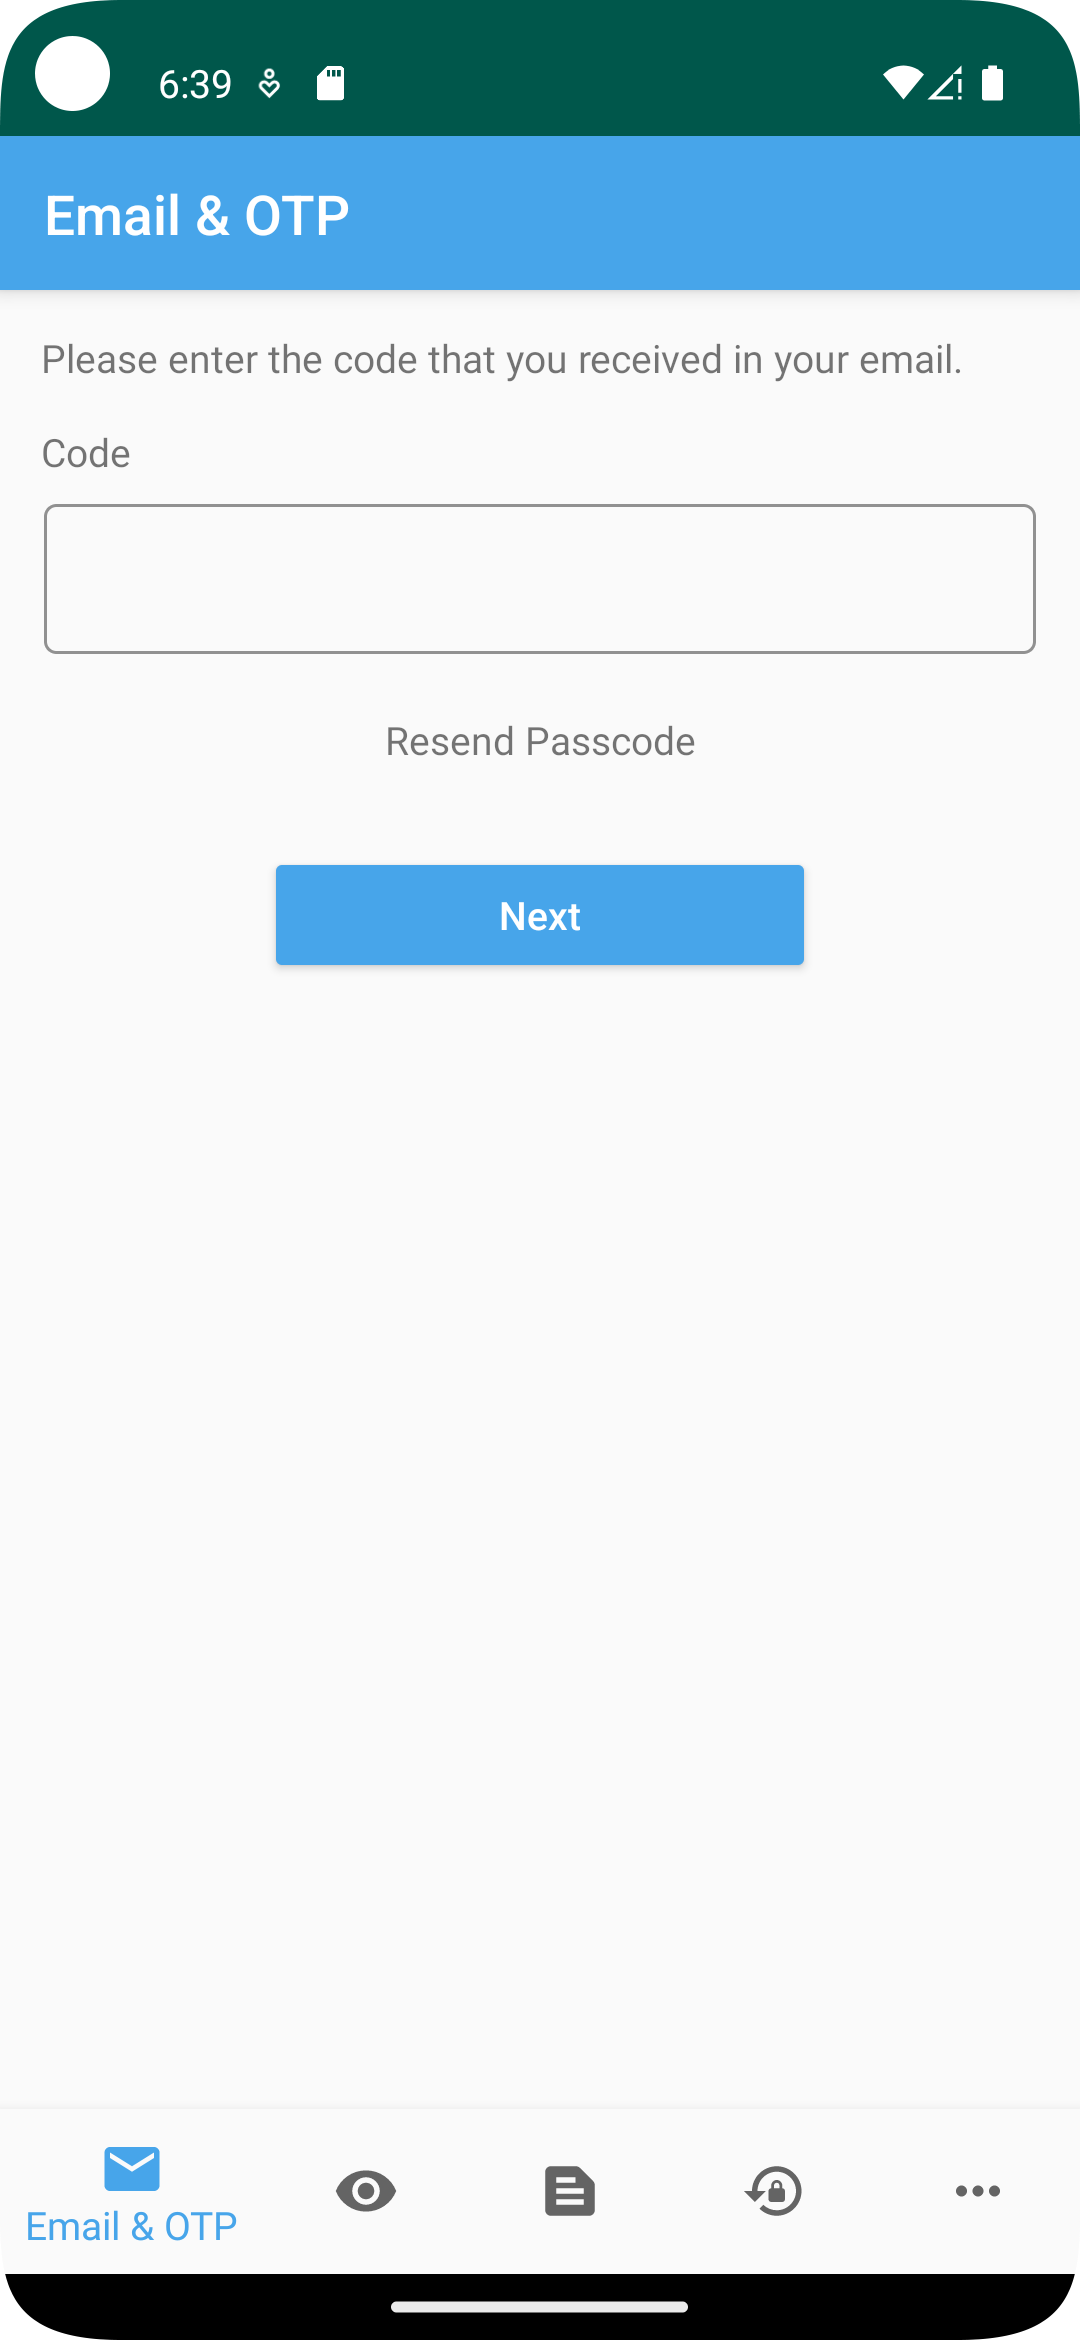 6:39
Email & OTP
Please enter the code that you received in your email.
Code
Resend Passcode
Next
Email & OTP